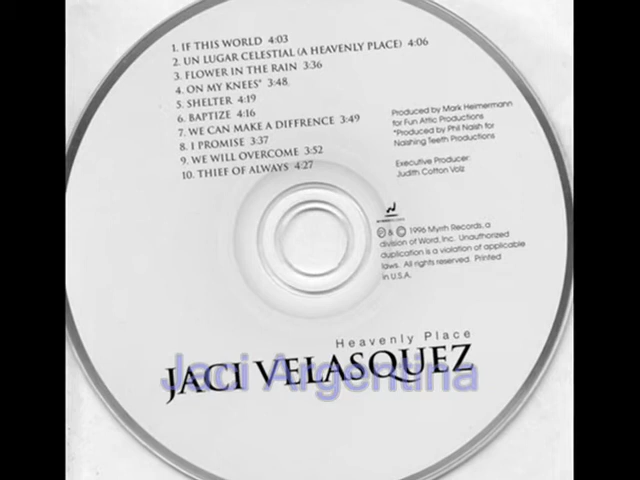 1. IF THIS WORLD 4:03
2. UN LUGAR CELESTIAL (A HEAVENLY PLACE) 4:06
3. FLOWER IN THE RAIN 3:36
4. ON MY KNEES* 3:48
5. SHELTER 4:19
6. BAPTIZE 4:16
7. WE CAN MAKE A DIFFRENCE 3:49
8. I PROMISE 3:37
9. WE WILL OVERCOME 3:52
10. THIEF OF ALWAYS 4:27
Produced by Mark Heimermann
for Fun Attic Productions
*Produced by Phil Naish for
Naishing Teeth Productions
Executive Producer:
Judith Cotton Volz
℗ & © 1996 Myrrh Records, a
division of Word, Inc. Unauthorized
duplication is a violation of applicable
laws. All rights reserved. Printed
in U.S.A.
Heavenly Place
JACI VELASQUEZ
Jaci Argentina